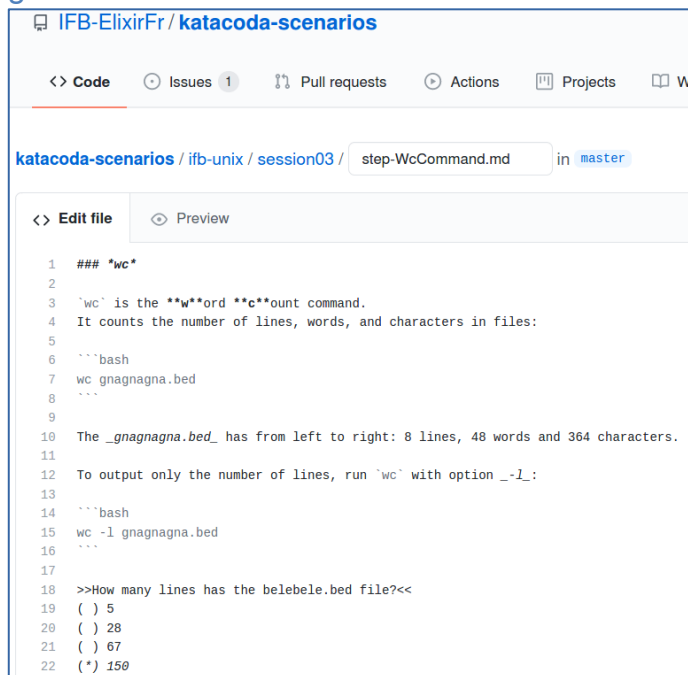 IFB-ElixirFr / katacoda-scenarios
<> Code Issues 1 Pull requests Actions Projects W
katacoda-scenarios / ifb-unix / session03 / step-WcCommand.md in master
<> Edit file Preview
1 ### *wc*
2
3 `wc` is the **w**ord **c**ount command.
4 It counts the number of lines, words, and characters in files:
5
6 ```bash
7 wc gnagnagna.bed
8 ```
9
10 The _gnagnagna.bed_ has from left to right: 8 lines, 48 words and 364 characters.
11
12 To output only the number of lines, run `wc` with option _-l_:
13
14 ```bash
15 wc -l gnagnagna.bed
16 ```
17
18 >>How many lines has the belebele.bed file?<<
19 ( ) 5
20 ( ) 28
21 ( ) 67
22 (*) 150